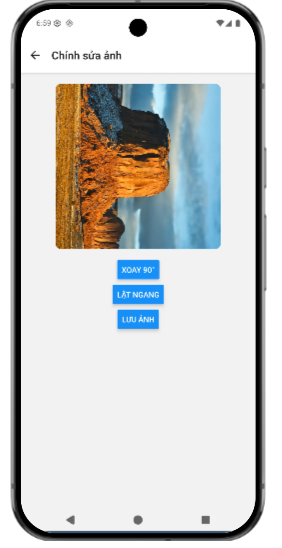 6:59
Chỉnh sửa ảnh
XOAY 90°
LẬT NGANG
LƯU ẢNH